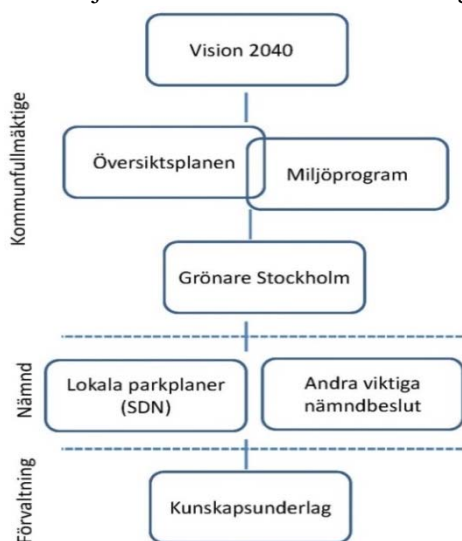 Kommunfullmäktige
Vision 2040
Översiktsplanen
Miljöprogram
Grönare Stockholm
Nämnd
Lokala parkplaner
(SDN)
Andra viktiga
nämndbeslut
Förvaltning
Kunskapsunderlag